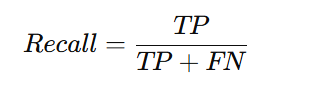 Recall = TP / (TP + FN)